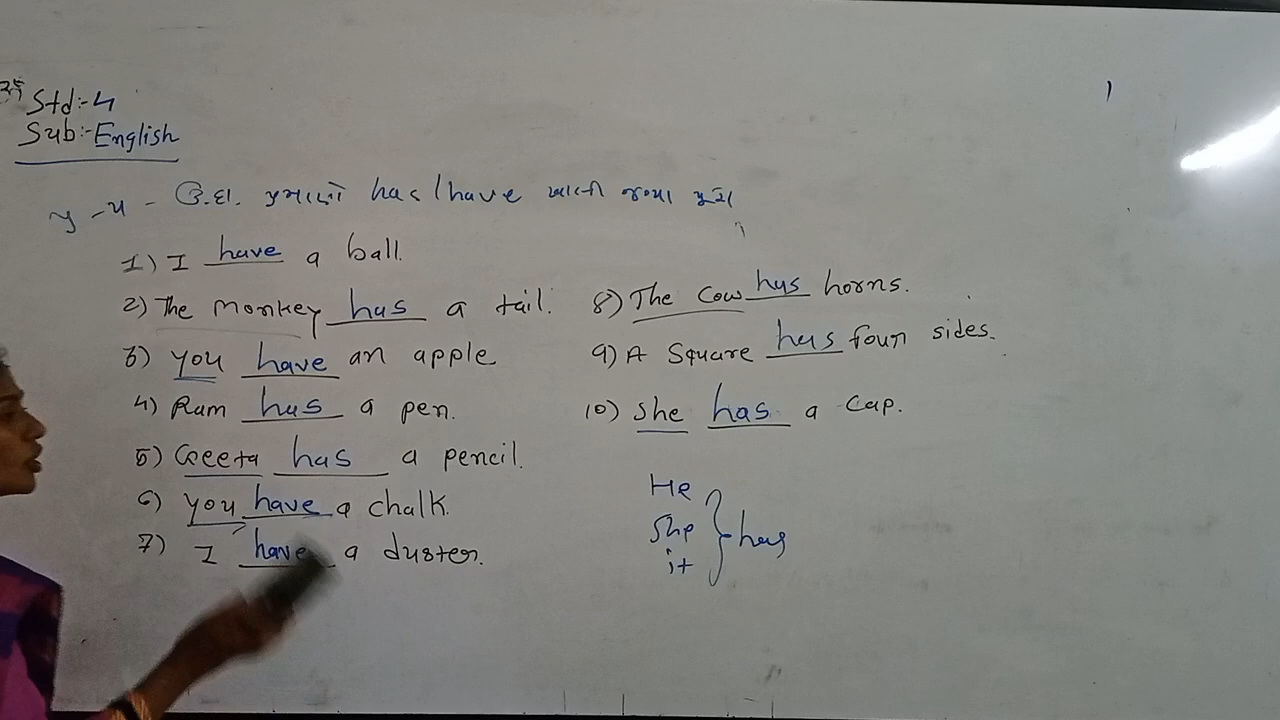 Std:-4
Sub:-English
પ્ર-૫ - ઉ.દા. પ્રમાણે has/have ખાલી જગ્યા પૂરો
1) I have a ball.
2) The monkey has a tail.
3) you have an apple
4) Ram has a pen.
5) Geeta has a pencil.
6) you have a chalk.
7) I have a duster.
8) The cow has horns.
9) A Square has four sides.
10) she has a cap.
He
She
it
} has